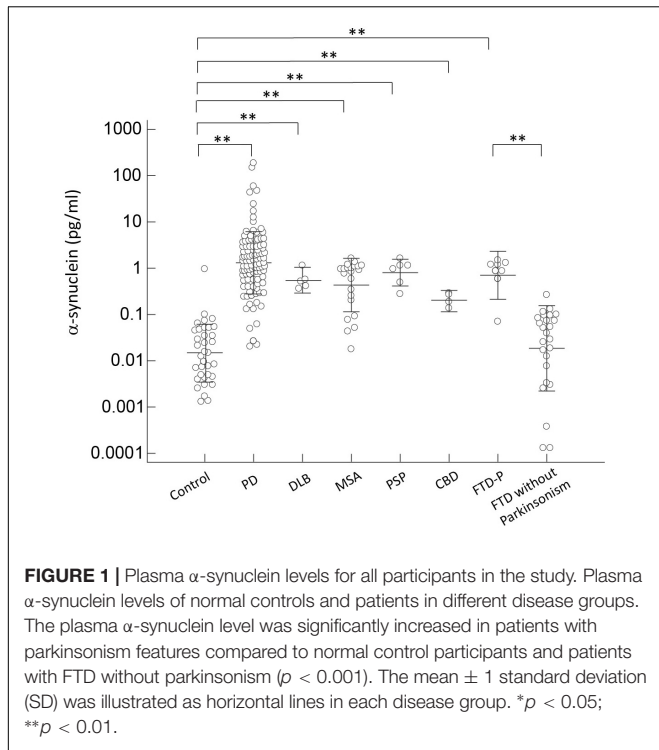 **
**
**
**
**
**
**
1000
100
10
1
0.1
0.01
0.001
0.0001
α-synuclein (pg/ml)
Control
PD
DLB
MSA
PSP
CBD
FTD-P
FTD without
Parkinsonism
FIGURE 1 | Plasma α-synuclein levels for all participants in the study. Plasma
α-synuclein levels of normal controls and patients in different disease groups.
The plasma α-synuclein level was significantly increased in patients with
parkinsonism features compared to normal control participants and patients
with FTD without parkinsonism (p < 0.001). The mean ± 1 standard deviation
(SD) was illustrated as horizontal lines in each disease group. *p < 0.05;
**p < 0.01.